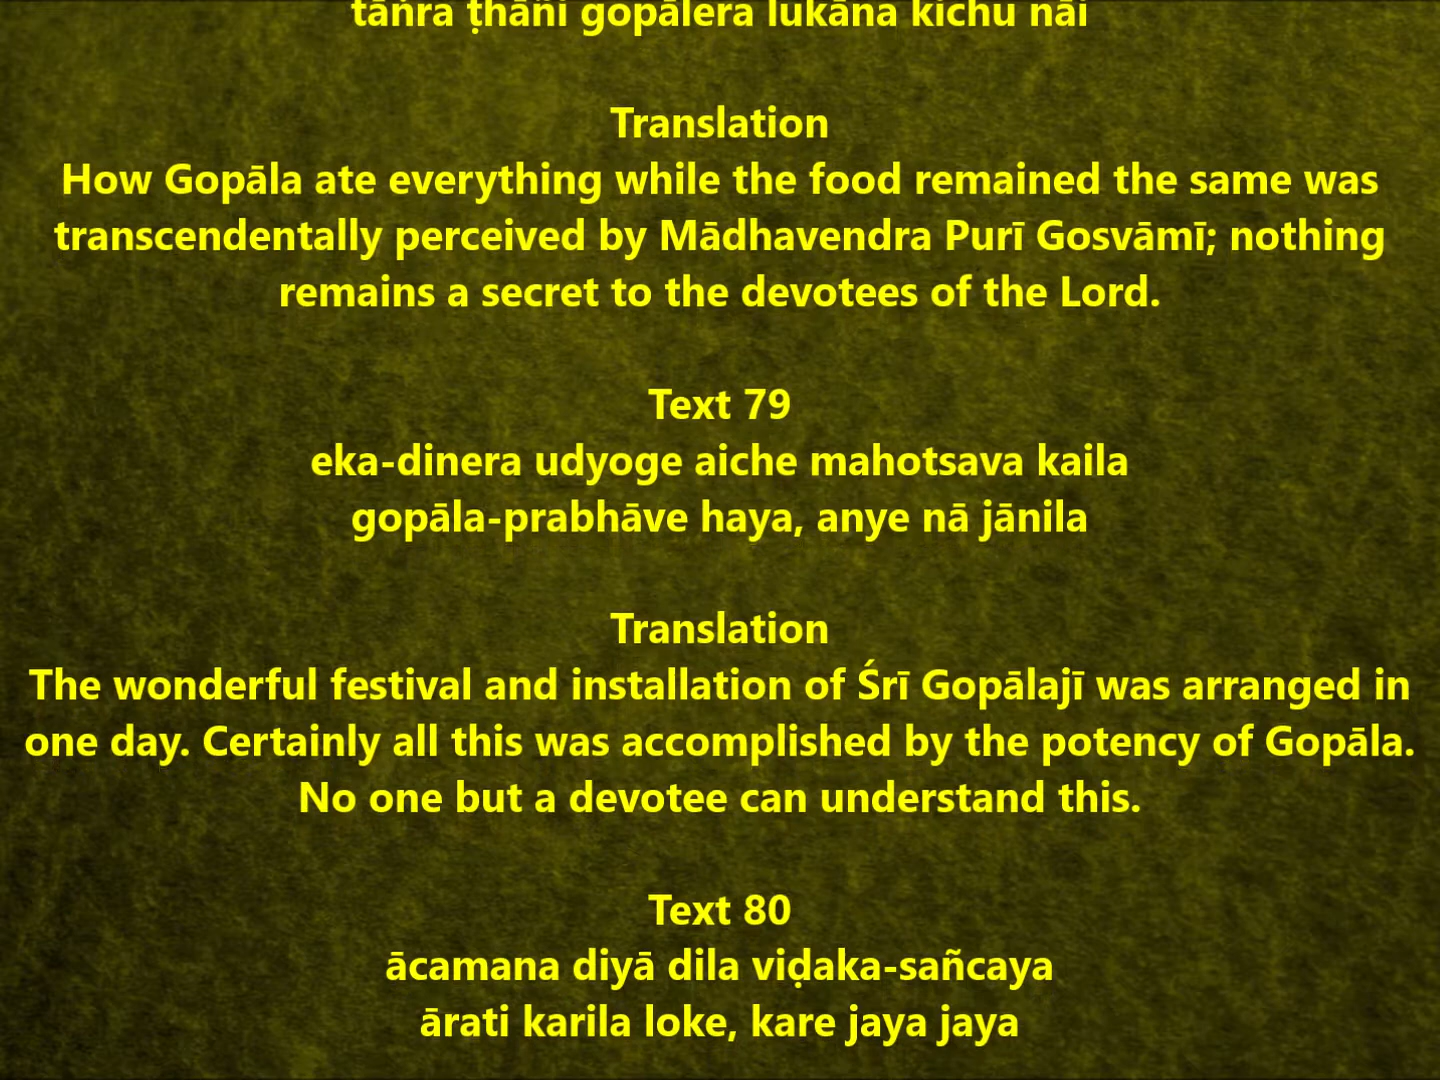 tāṅra ṭhāñi gopālera lukāna kichu nāi
Translation
How Gopāla ate everything while the food remained the same was
transcendentally perceived by Mādhavendra Purī Gosvāmī; nothing
remains a secret to the devotees of the Lord.
Text 79
eka-dinera udyoge aiche mahotsava kaila
gopāla-prabhāve haya, anye nā jānila
Translation
The wonderful festival and installation of Śrī Gopālajī was arranged in
one day. Certainly all this was accomplished by the potency of Gopāla.
No one but a devotee can understand this.
Text 80
ācamana diyā dila viḍaka-sañcaya
ārati karila loke, kare jaya jaya